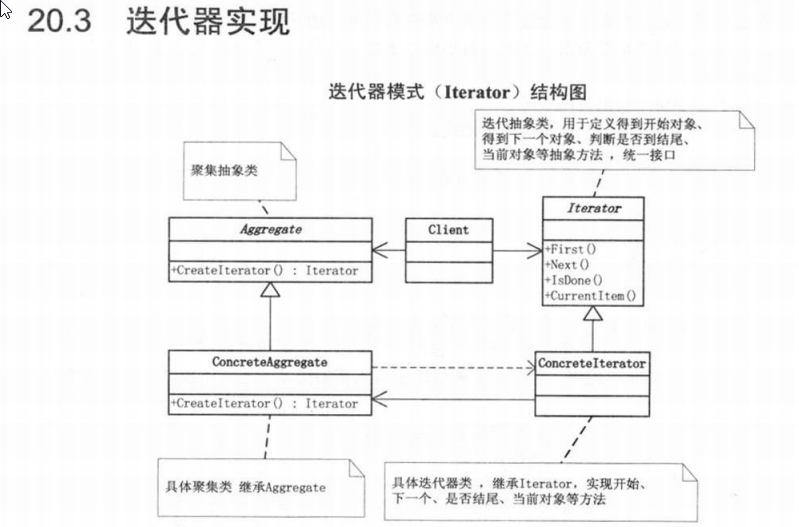 20.3 迭代器实现
迭代器模式（Iterator）结构图
迭代抽象类，用于定义得到开始对象、
得到下一个对象、判断是否到结尾、
当前对象等抽象方法 ，统一接口
聚集抽象类
Aggregate
+CreateIterator() : Iterator
Client
Iterator
+First()
+Next()
+IsDone()
+CurrentItem()
ConcreteAggregate
+CreateIterator() : Iterator
ConcreteIterator
具体聚集类 继承Aggregate
具体迭代器类 ，继承Iterator，实现开始、
下一个、是否结尾、当前对象等方法